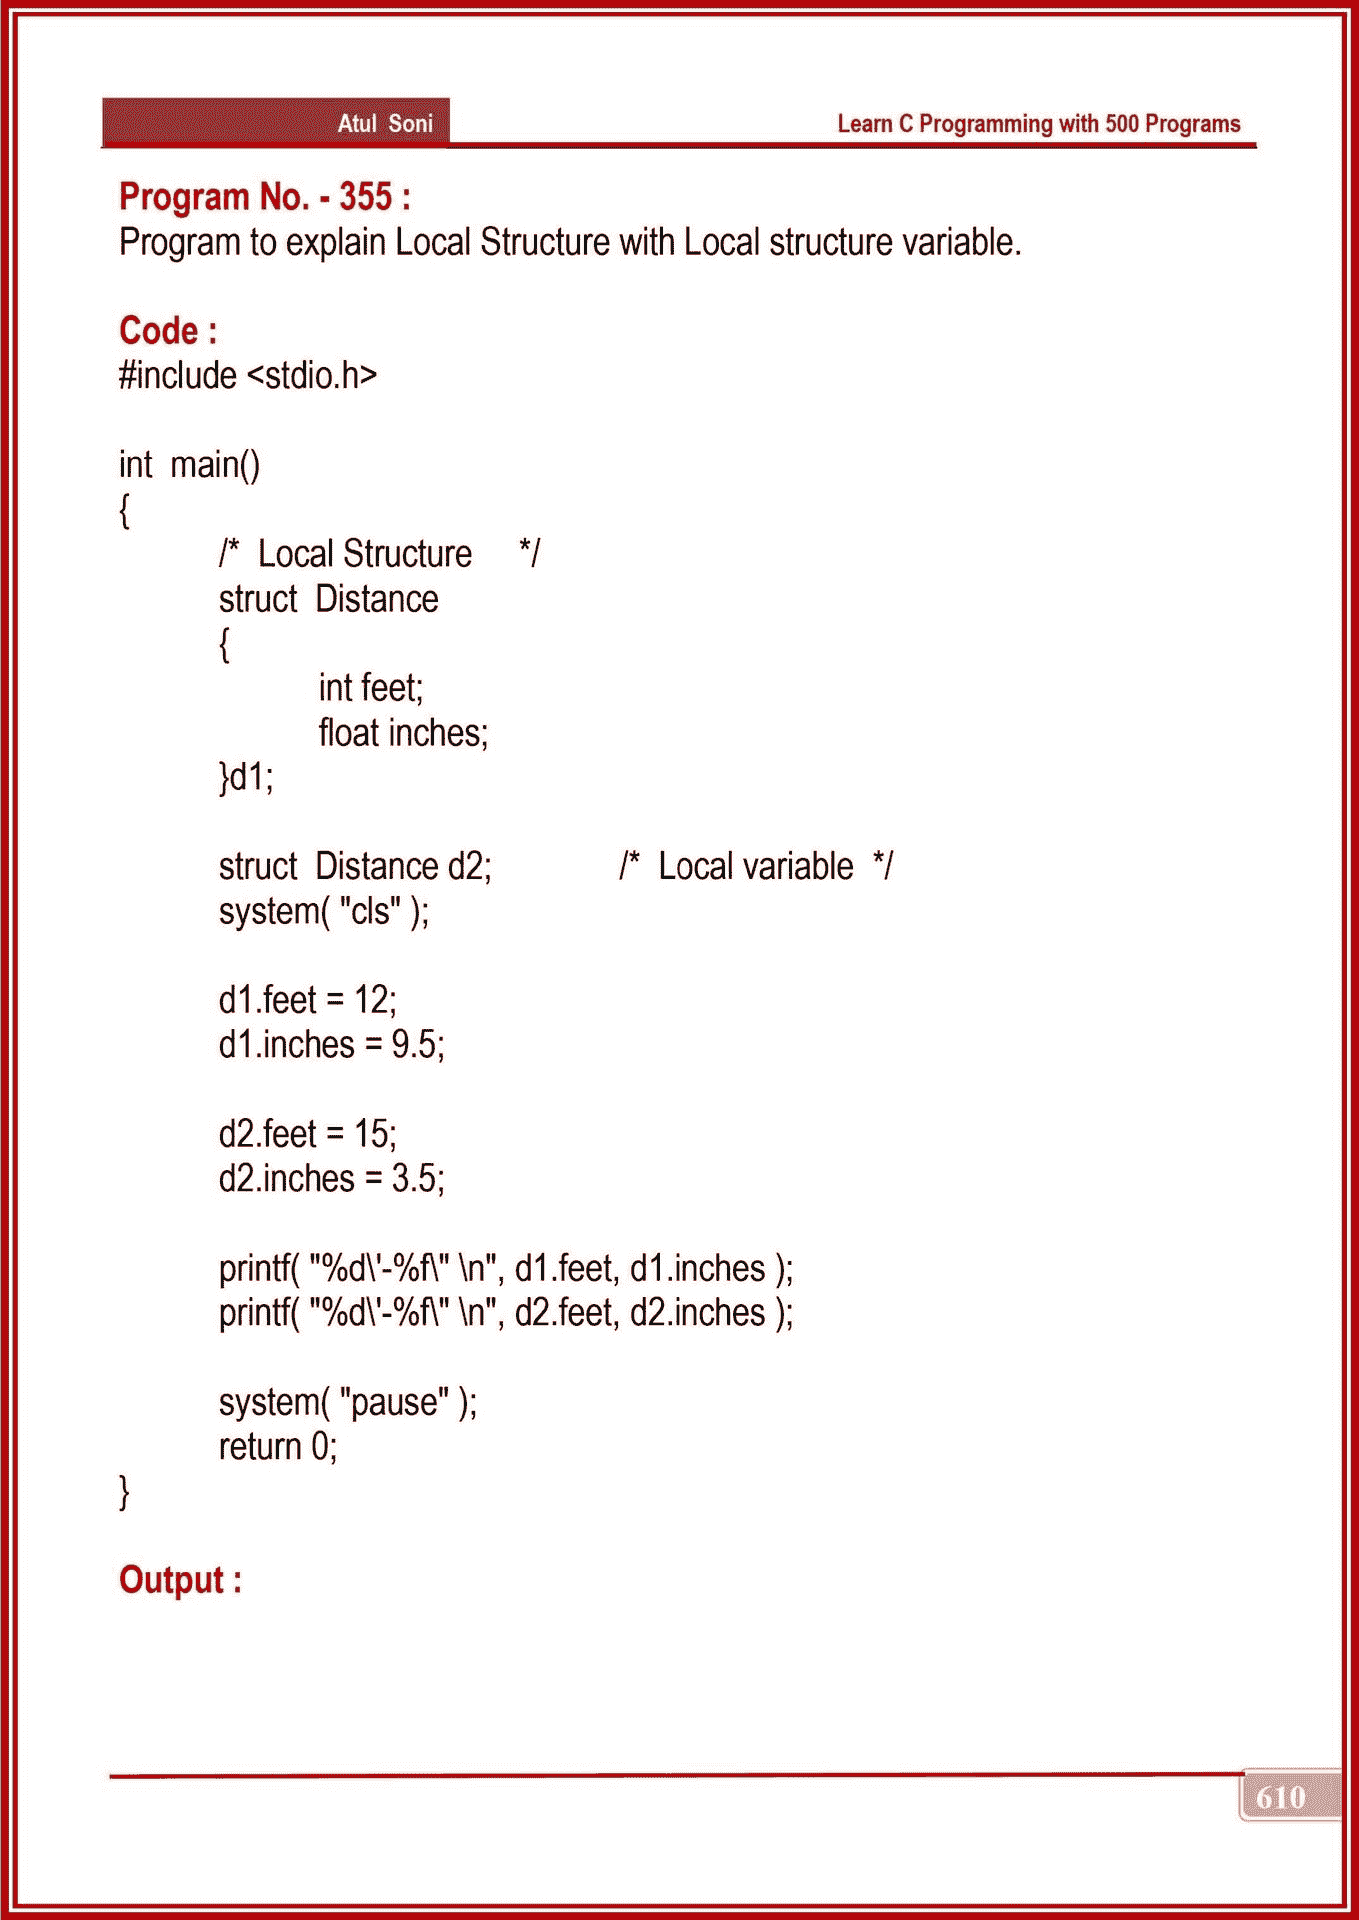 Atul Soni
Learn C Programming with 500 Programs
Program No. - 355 :
Program to explain Local Structure with Local structure variable.
Code :
#include <stdio.h>
int main()
{
/* Local Structure */
struct Distance
{
int feet;
float inches;
}d1;
struct Distance d2; /* Local variable */
system( "cls" );
d1.feet = 12;
d1.inches = 9.5;
d2.feet = 15;
d2.inches = 3.5;
printf( "%d\'-%f\" \n", d1.feet, d1.inches );
printf( "%d\'-%f\" \n", d2.feet, d2.inches );
system( "pause" );
return 0;
}
Output :
610